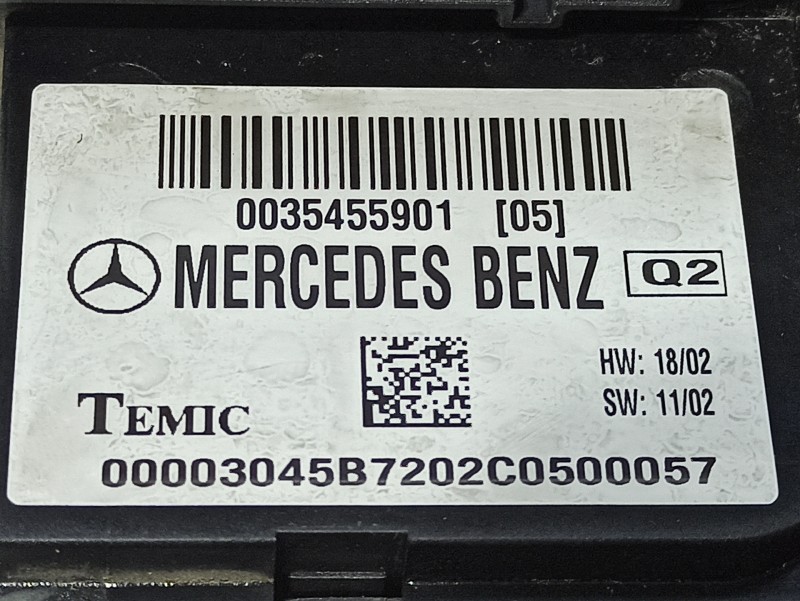 0035455901 [05]
MERCEDES BENZ Q2
HW: 18/02
SW: 11/02
TEMIC
00003045B7202C0500057